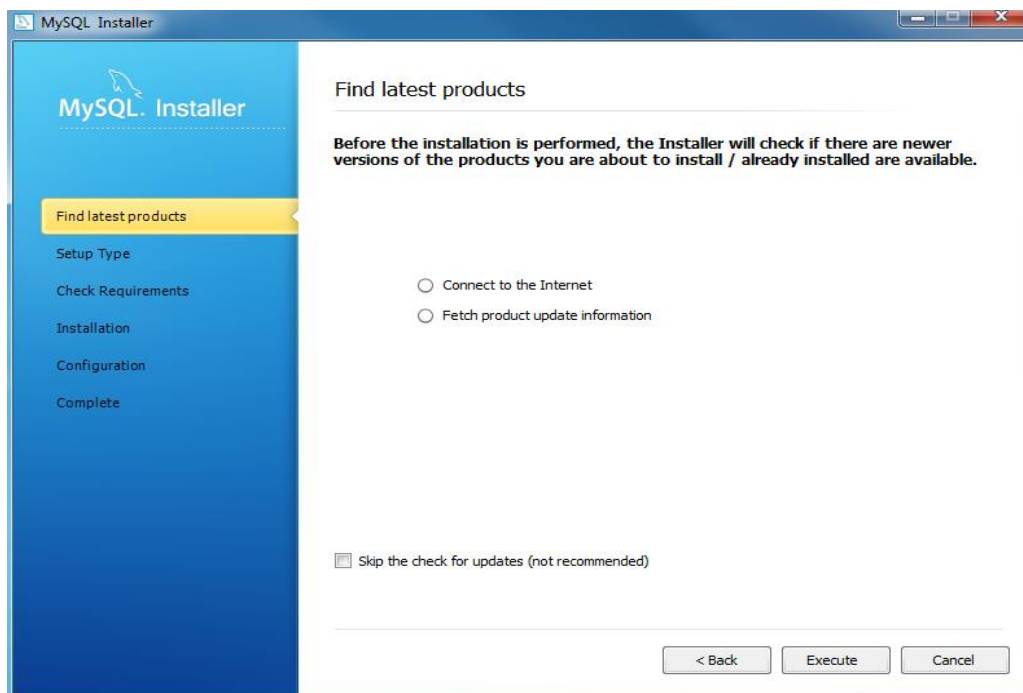 MySQL Installer
MySQL. Installer
Find latest products
Setup Type
Check Requirements
Installation
Configuration
Complete
Find latest products
Before the installation is performed, the Installer will check if there are newer
versions of the products you are about to install / already installed are available.
Connect to the Internet
Fetch product update information
Skip the check for updates (not recommended)
< Back
Execute
Cancel